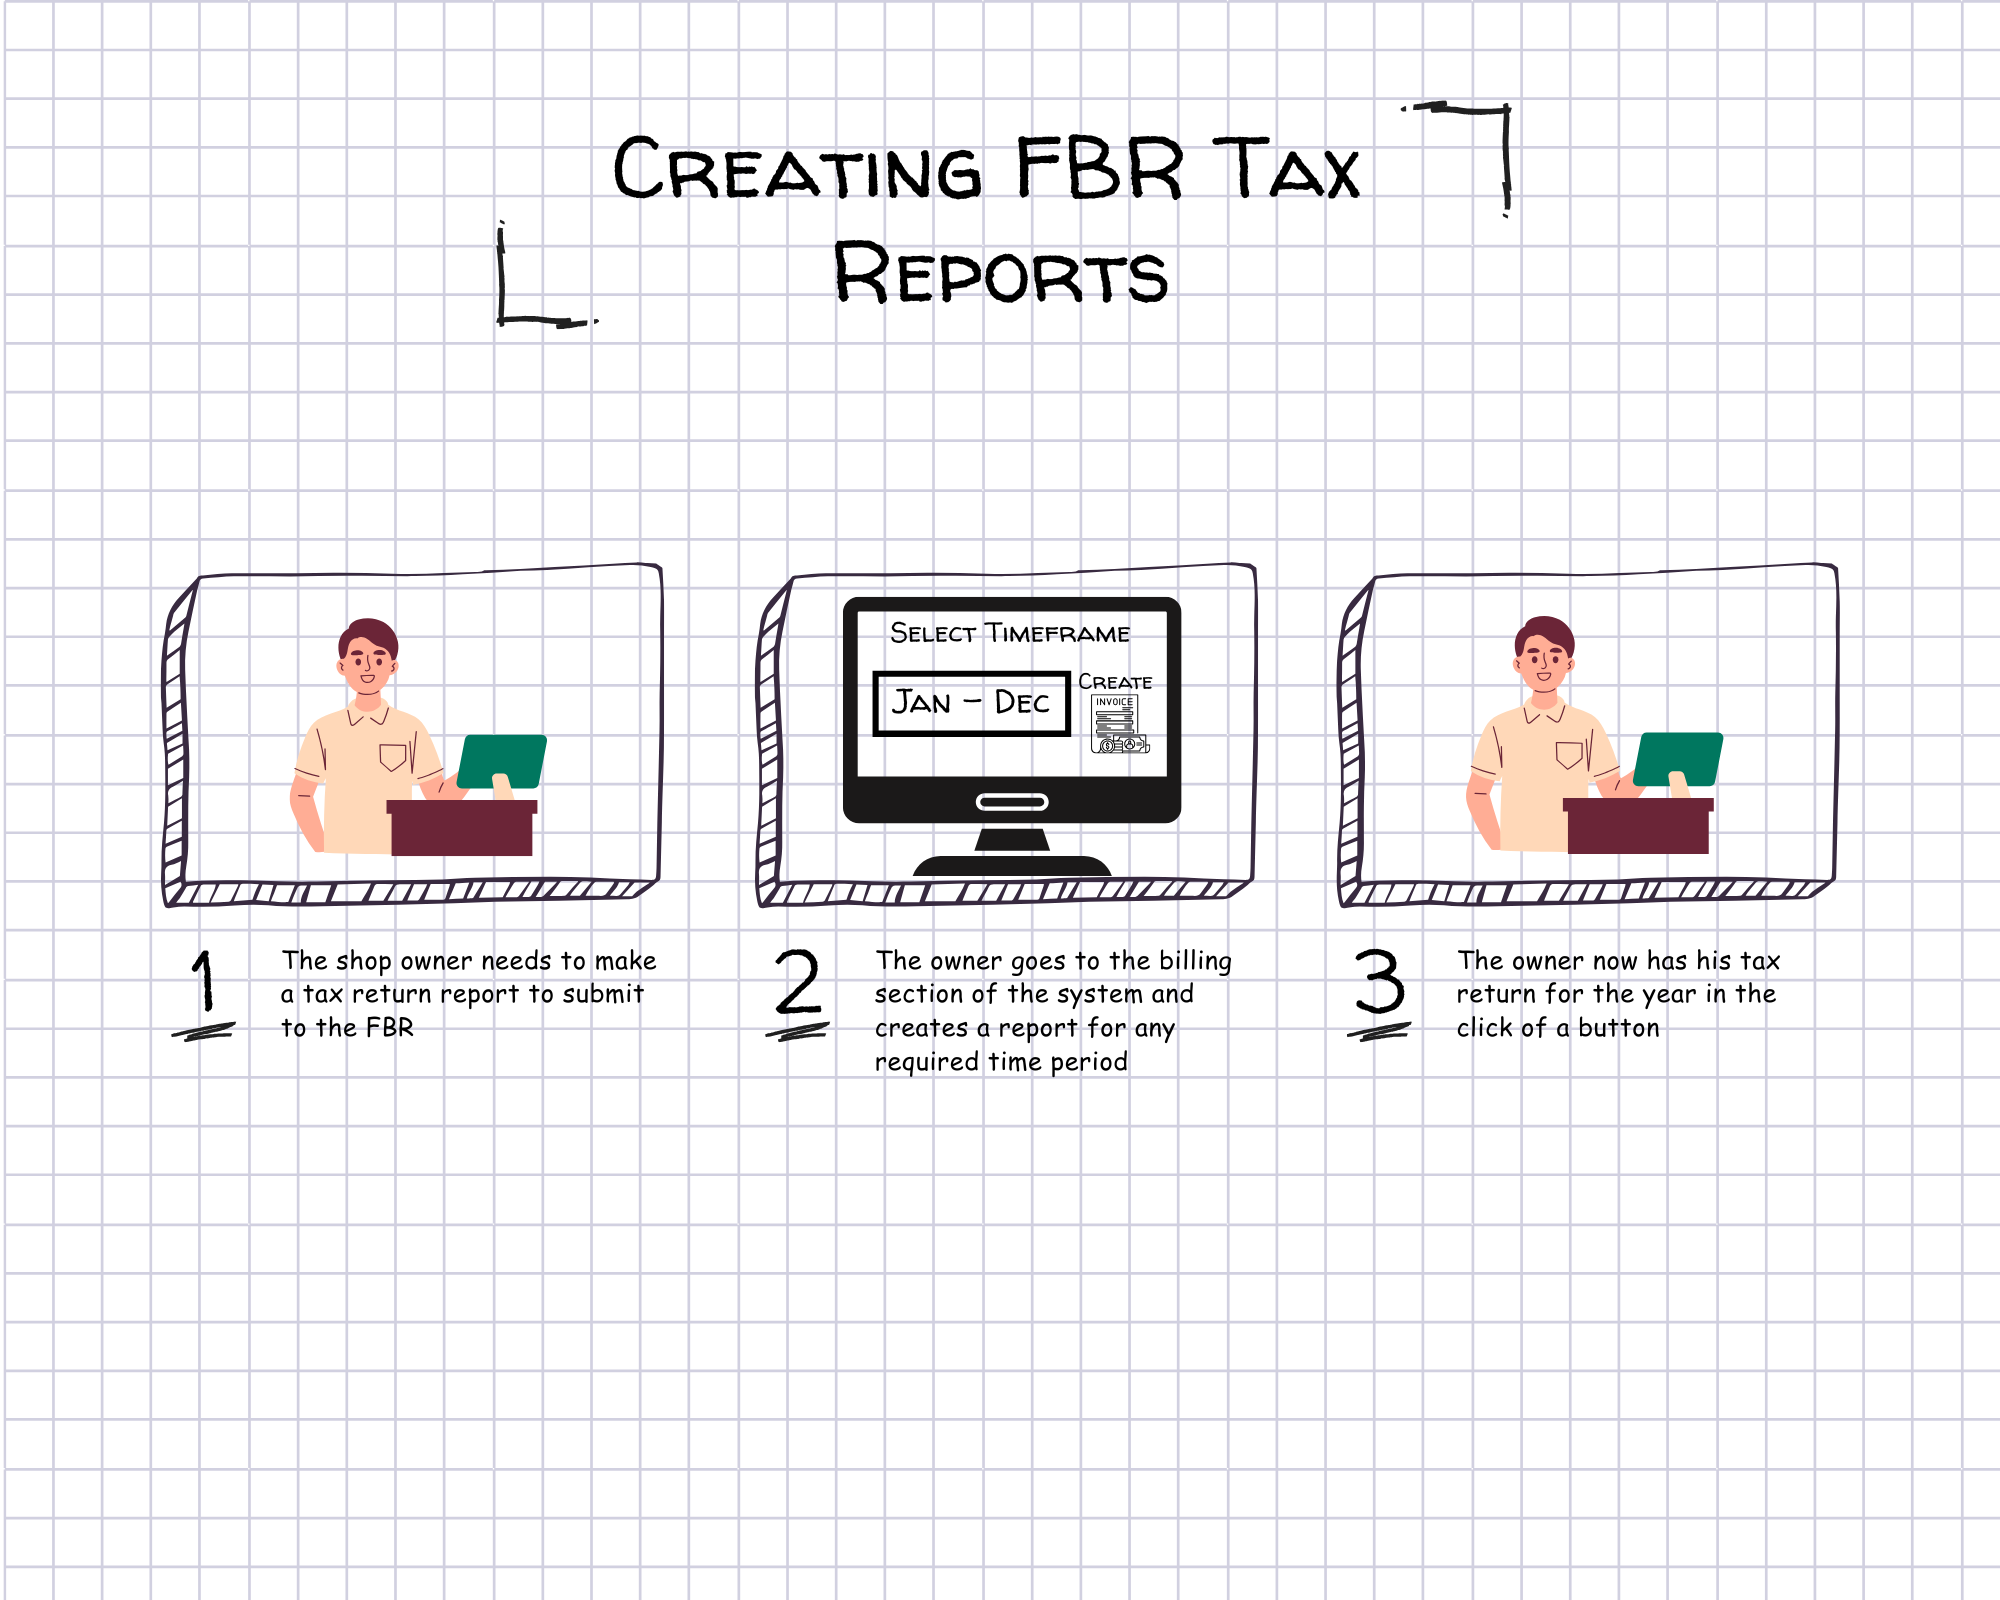 Creating FBR Tax
Reports
Select Timeframe
Jan - Dec
Create
INVOICE
1
The shop owner needs to make
a tax return report to submit
to the FBR
2
The owner goes to the billing
section of the system and
creates a report for any
required time period
3
The owner now has his tax
return for the year in the
click of a button